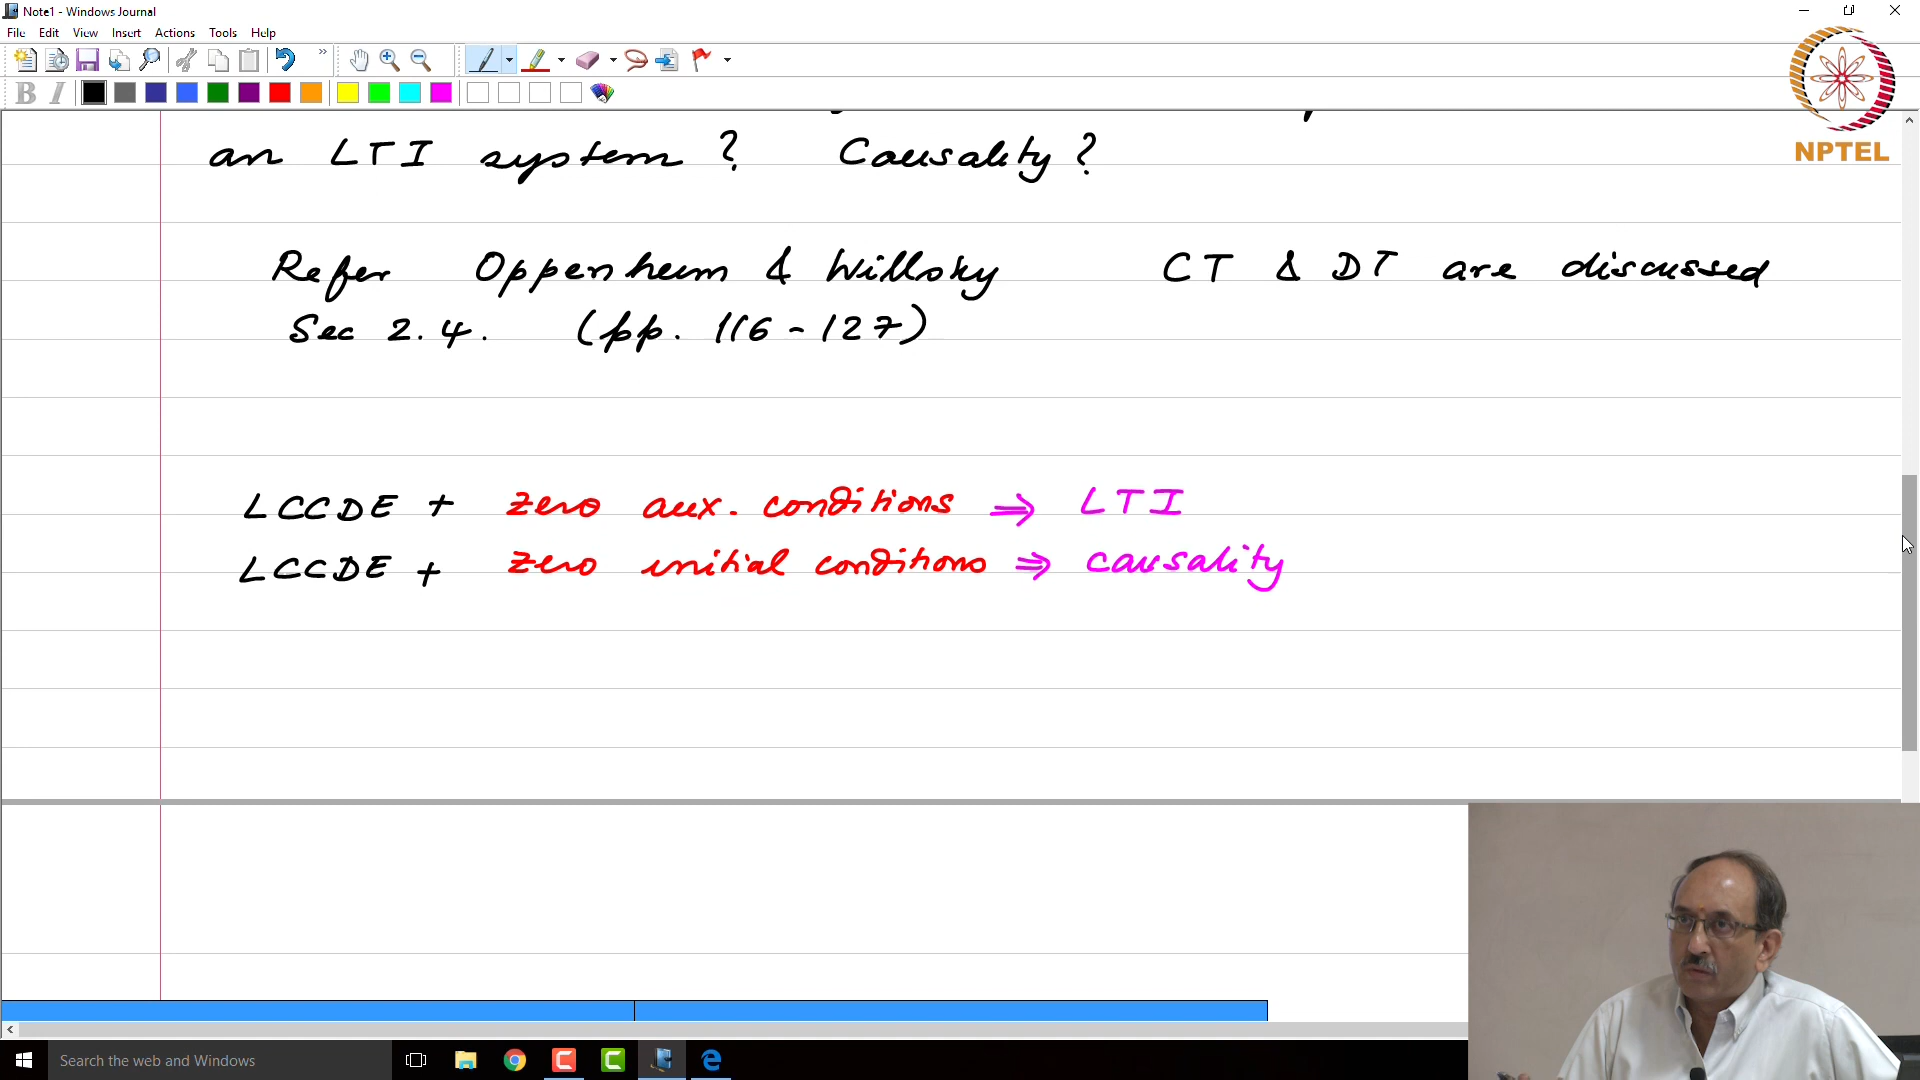 Note1 - Windows Journal
File Edit View Insert Actions Tools Help
B I
NPTEL
an LTI system? Causality?
Refer Oppenheim & Willsky CT & DT are discussed
Sec 2.4. (pp. 116 - 127)
LCCDE + zero aux. conditions ⇒ LTI
LCCDE + zero initial conditions ⇒ causality
Search the web and Windows